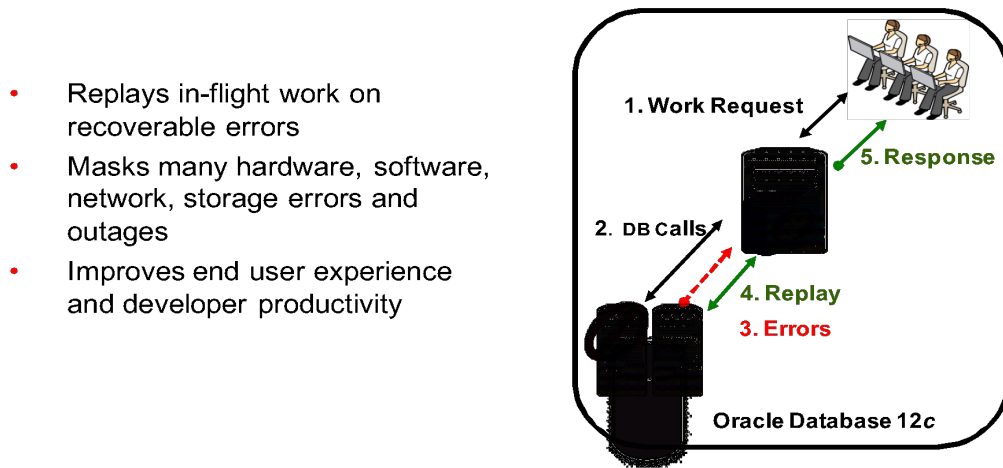 • Replays in-flight work on
recoverable errors
• Masks many hardware, software,
network, storage errors and
outages
• Improves end user experience
and developer productivity
1. Work Request
5. Response
2. DB Calls
4. Replay
3. Errors
Oracle Database 12c